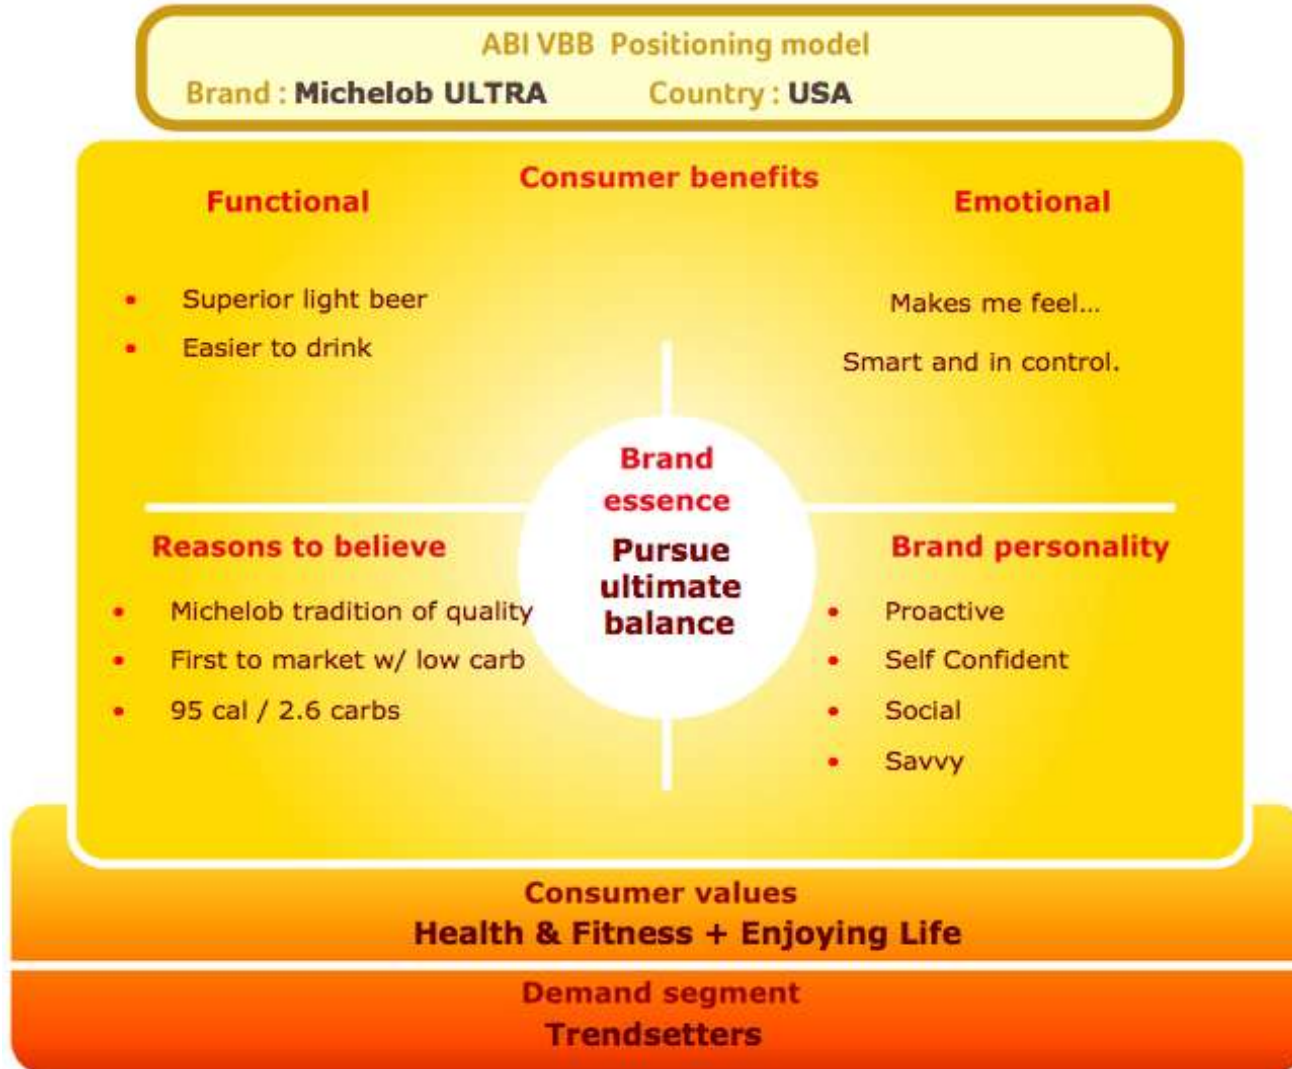 ABI VBB  Positioning model
Brand : Michelob ULTRA Country : USA
Consumer benefits
Functional
• Superior light beer
• Easier to drink
Emotional
Makes me feel...
Smart and in control.
Brand
essence
Pursue
ultimate
balance
Reasons to believe
• Michelob tradition of quality
• First to market w/ low carb
• 95 cal / 2.6 carbs
Brand personality
• Proactive
• Self Confident
• Social
• Savvy
Consumer values
Health & Fitness + Enjoying Life
Demand segment
Trendsetters